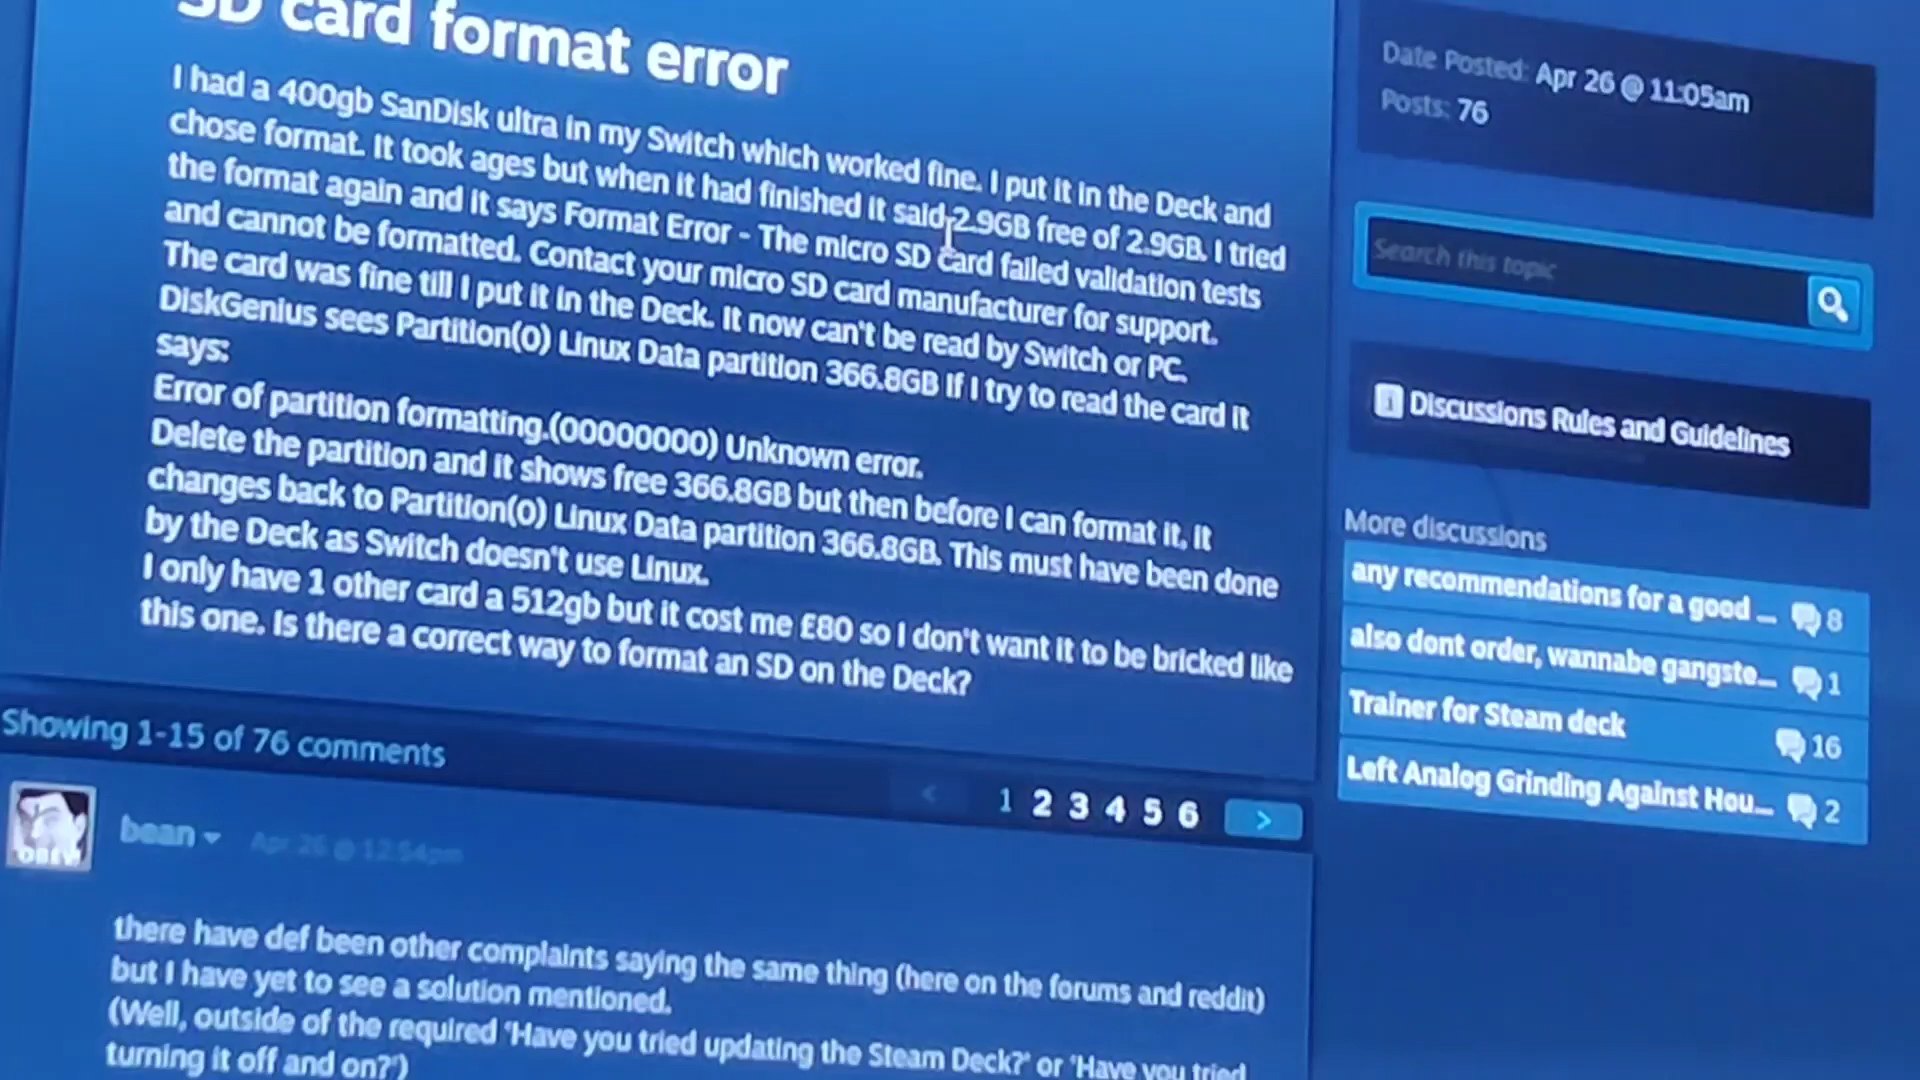 SD card format error
I had a 400gb SanDisk ultra in my Switch which worked fine. I put it in the Deck and
chose format. It took ages but when it had finished it said 2.9GB free of 2.9GB. I tried
the format again and it says Format Error - The micro SD card failed validation tests
and cannot be formatted. Contact your micro SD card manufacturer for support.
The card was fine till I put it in the Deck. It now can't be read by Switch or PC.
DiskGenius sees Partition(0) Linux Data partition 366.8GB If I try to read the card it
says:
Error of partition formatting.(00000000) Unknown error.
Delete the partition and it shows free 366.8GB but then before I can format it, it
changes back to Partition(0) Linux Data partition 366.8GB. This must have been done
by the Deck as Switch doesn't use Linux.
I only have 1 other card a 512gb but it cost me £80 so I don't want it to be bricked like
this one. Is there a correct way to format an SD on the Deck?
Showing 1-15 of 76 comments
< 1 2 3 4 5 6 >
OBEY
bean Apr 26 @ 12:54pm
there have def been other complaints saying the same thing (here on the forums and reddit)
but I have yet to see a solution mentioned.
(Well, outside of the required 'Have you tried updating the Steam Deck?' or 'Have you tried
turning it off and on?')
Date Posted: Apr 26 @ 11:05am
Posts: 76
Search this topic
Discussions Rules and Guidelines
More discussions
any recommendations for a good ... 8
also dont order, wannabe gangste... 1
Trainer for Steam deck 16
Left Analog Grinding Against Hou... 2